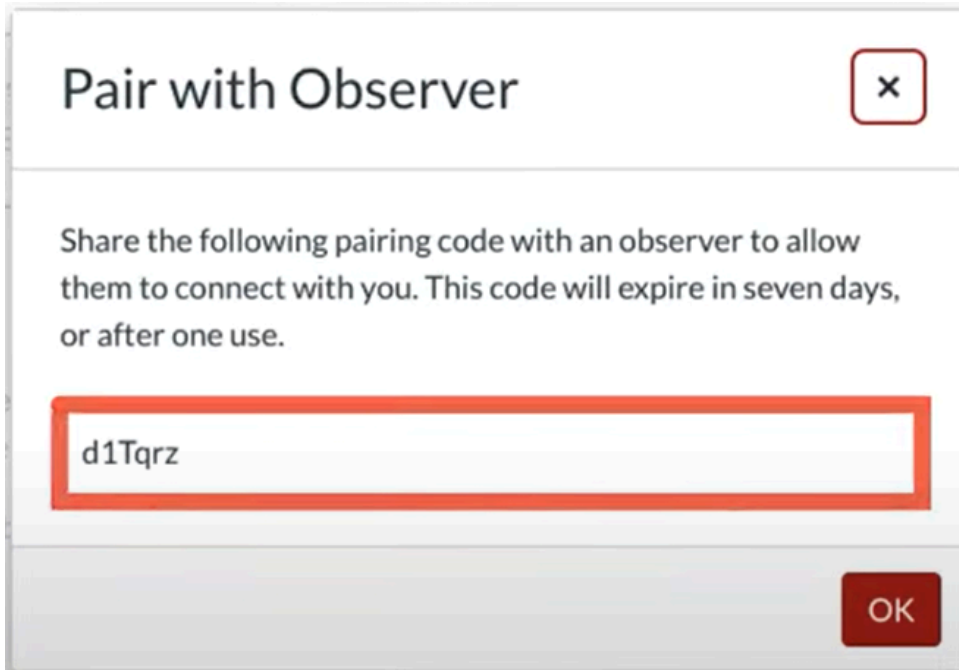 Pair with Observer
×
Share the following pairing code with an observer to allow
them to connect with you. This code will expire in seven days,
or after one use.
d1Tqrz
OK